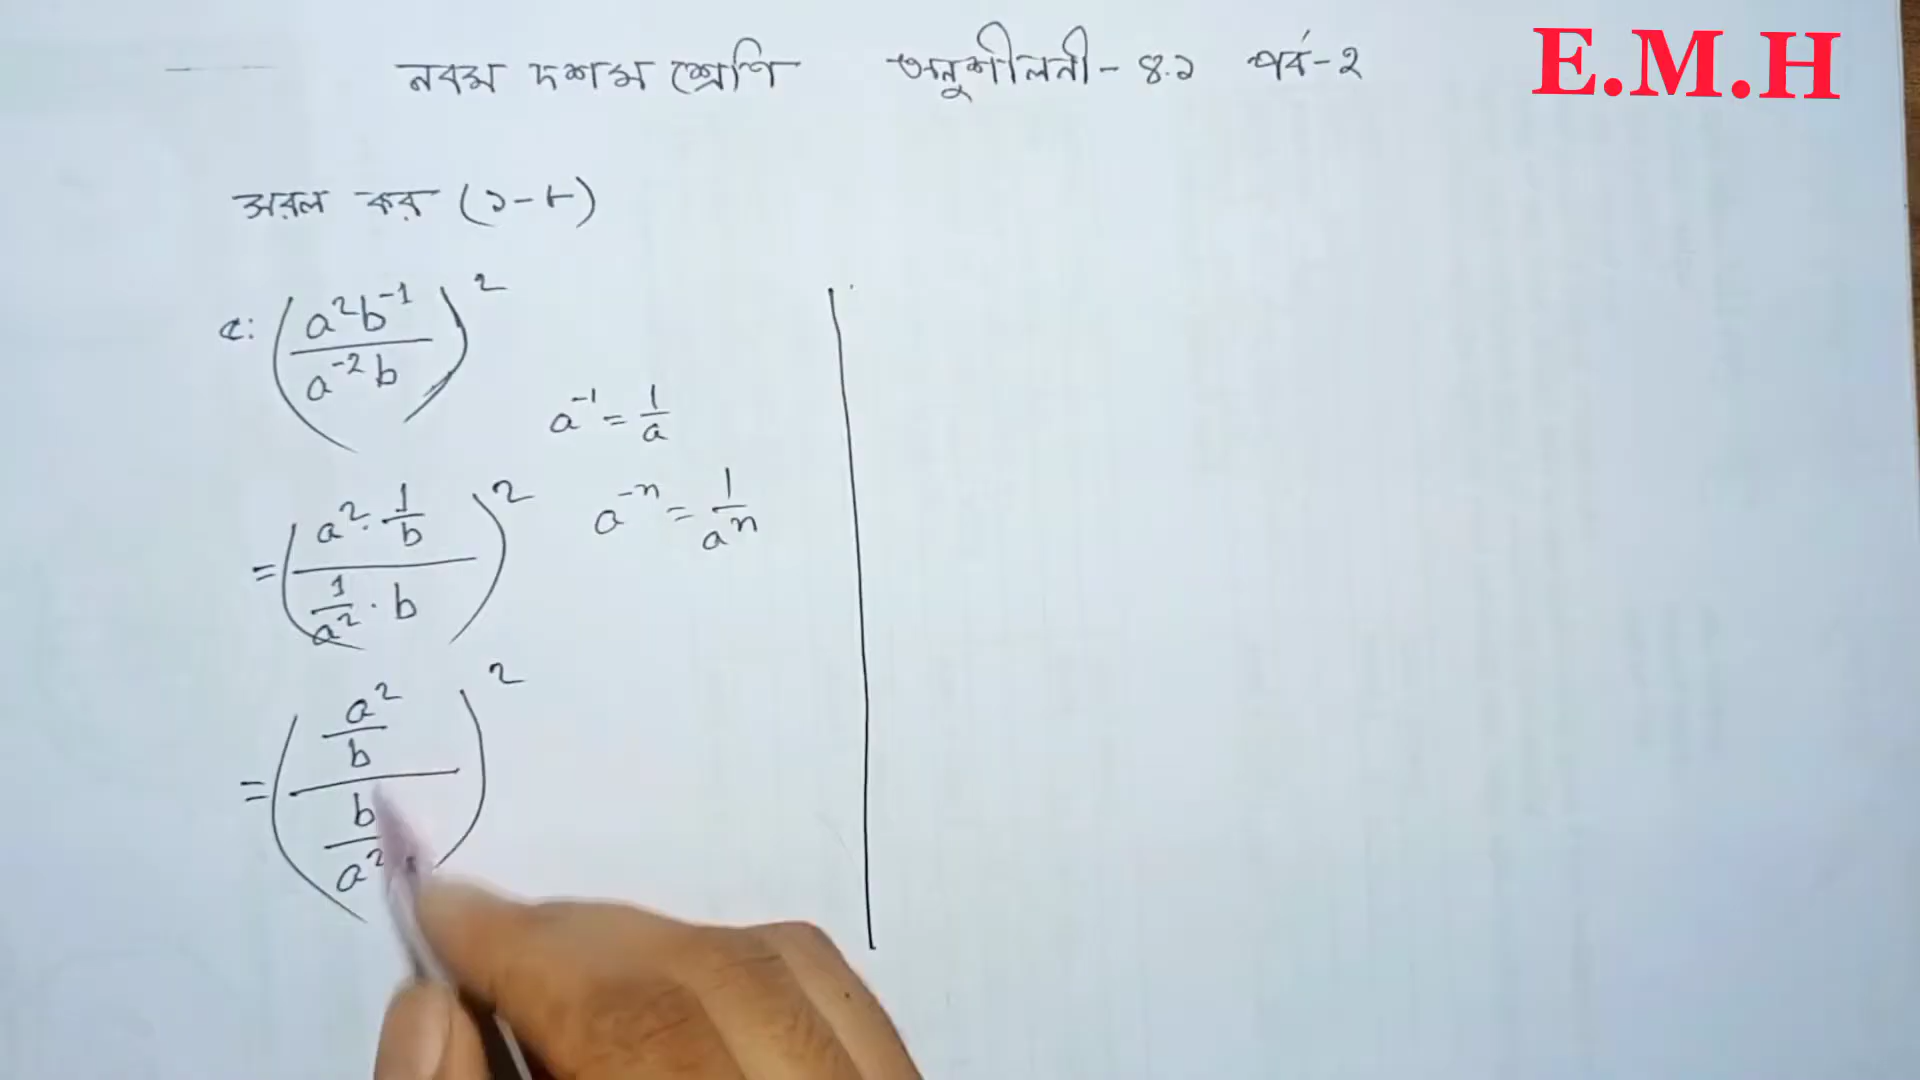 নবম দশম শ্রেণি অনুশীলনী - ৪.১ পর্ব - ২
E.M.H
সরল কর (১-৮)
৫: (a²b⁻¹ / a⁻²b)²
a⁻¹ = 1/a
= (a² · 1/b / 1/a² · b)²
a⁻ⁿ = 1/aⁿ
= (a²/b / b/a²)²